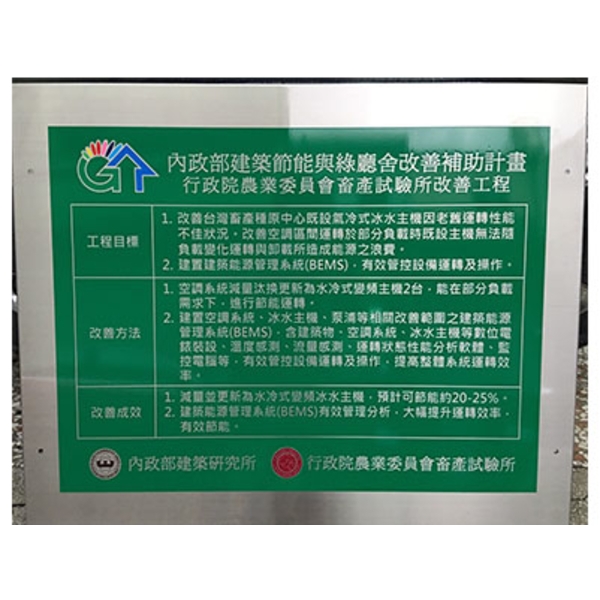 內政部建築節能與綠廳舍改善補助計畫
行政院農業委員會畜產試驗所改善工程
工程目標
1. 改善台灣畜產種原中心既設氣冷式冰水主機因老舊運轉性能
不佳狀況。改善空調區間運轉於部分負載時既設主機無法隨
負載變化運轉與卸載所造成能源之浪費。
2. 建置建築能源管理系統(BEMS)，有效管控設備運轉及操作。
改善方法
1. 空調系統減量汰換更新為水冷式變頻主機2台，能在部分負載
需求下，進行節能運轉。
2. 建置空調系統、冰水主機、泵浦等相關改善範圍之建築能源
管理系統(BEMS)，含建築物、空調系統、冰水主機等數位電
錶裝設、溫度感測、流量感測、運轉狀態性能分析軟體、監
控電腦等，有效管控設備運轉及操作，提高整體系統運轉效
率。
改善成效
1. 減量並更新為水冷式變頻冰水主機，預計可節能約20-25%。
2. 建築能源管理系統(BEMS)有效管理分析，大幅提升運轉效率，
有效節能。
內政部建築研究所 行政院農業委員會畜產試驗所